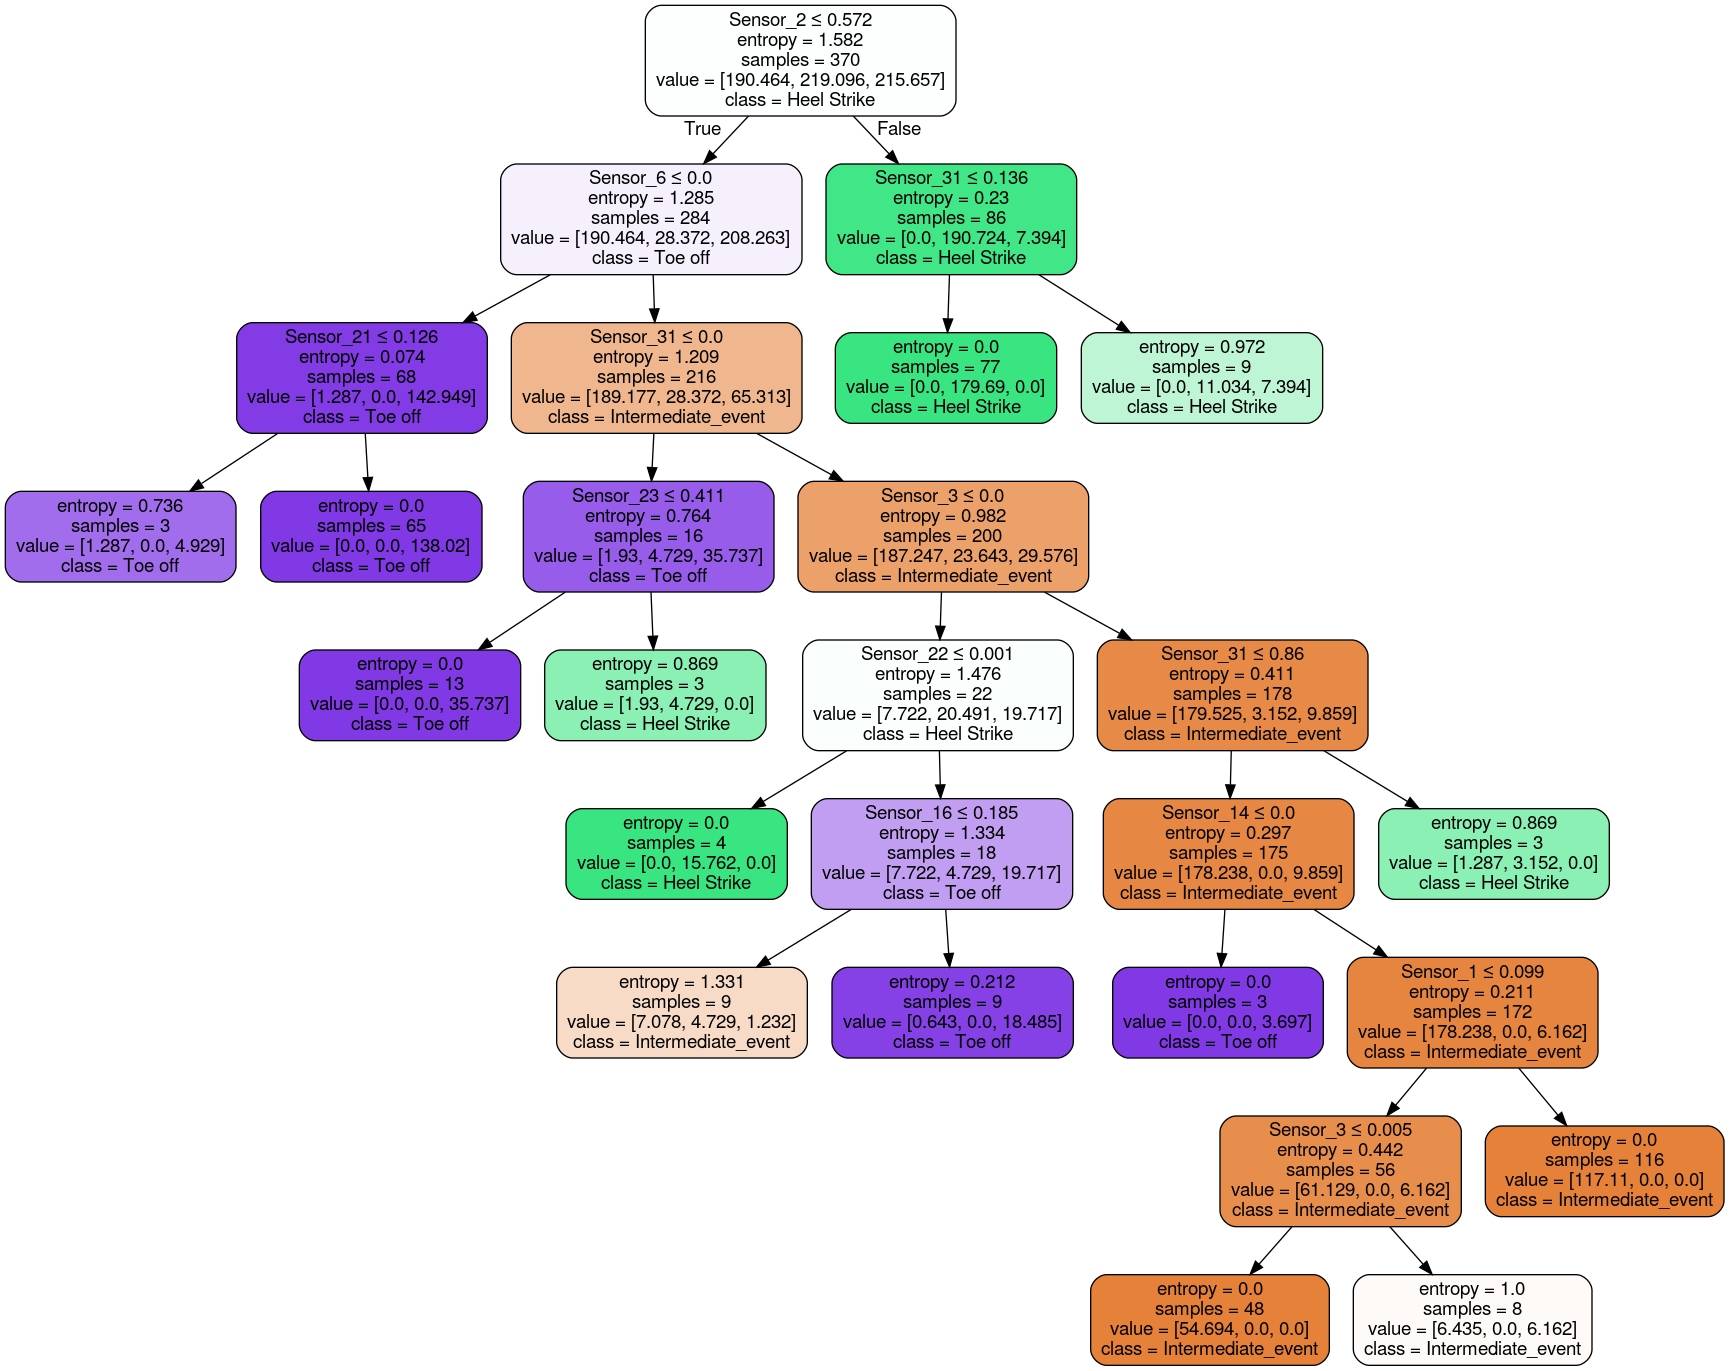 Sensor_2 ≤ 0.572
entropy = 1.582
samples = 370
value = [190.464, 219.096, 215.657]
class = Heel Strike
True
False
Sensor_6 ≤ 0.0
entropy = 1.285
samples = 284
value = [190.464, 28.372, 208.263]
class = Toe off
Sensor_31 ≤ 0.136
entropy = 0.23
samples = 86
value = [0.0, 190.724, 7.394]
class = Heel Strike
Sensor_21 ≤ 0.126
entropy = 0.074
samples = 68
value = [1.287, 0.0, 142.949]
class = Toe off
Sensor_31 ≤ 0.0
entropy = 1.209
samples = 216
value = [189.177, 28.372, 65.313]
class = Intermediate_event
entropy = 0.0
samples = 77
value = [0.0, 179.69, 0.0]
class = Heel Strike
entropy = 0.972
samples = 9
value = [0.0, 11.034, 7.394]
class = Heel Strike
entropy = 0.736
samples = 3
value = [1.287, 0.0, 4.929]
class = Toe off
entropy = 0.0
samples = 65
value = [0.0, 0.0, 138.02]
class = Toe off
Sensor_23 ≤ 0.411
entropy = 0.764
samples = 16
value = [1.93, 4.729, 35.737]
class = Toe off
Sensor_3 ≤ 0.0
entropy = 0.982
samples = 200
value = [187.247, 23.643, 29.576]
class = Intermediate_event
entropy = 0.0
samples = 13
value = [0.0, 0.0, 35.737]
class = Toe off
entropy = 0.869
samples = 3
value = [1.93, 4.729, 0.0]
class = Heel Strike
Sensor_22 ≤ 0.001
entropy = 1.476
samples = 22
value = [7.722, 20.491, 19.717]
class = Heel Strike
Sensor_31 ≤ 0.86
entropy = 0.411
samples = 178
value = [179.525, 3.152, 9.859]
class = Intermediate_event
entropy = 0.0
samples = 4
value = [0.0, 15.762, 0.0]
class = Heel Strike
Sensor_16 ≤ 0.185
entropy = 1.334
samples = 18
value = [7.722, 4.729, 19.717]
class = Toe off
Sensor_14 ≤ 0.0
entropy = 0.297
samples = 175
value = [178.238, 0.0, 9.859]
class = Intermediate_event
entropy = 0.869
samples = 3
value = [1.287, 3.152, 0.0]
class = Heel Strike
entropy = 1.331
samples = 9
value = [7.078, 4.729, 1.232]
class = Intermediate_event
entropy = 0.212
samples = 9
value = [0.643, 0.0, 18.485]
class = Toe off
entropy = 0.0
samples = 3
value = [0.0, 0.0, 3.697]
class = Toe off
Sensor_1 ≤ 0.099
entropy = 0.211
samples = 172
value = [178.238, 0.0, 6.162]
class = Intermediate_event
Sensor_3 ≤ 0.005
entropy = 0.442
samples = 56
value = [61.129, 0.0, 6.162]
class = Intermediate_event
entropy = 0.0
samples = 116
value = [117.11, 0.0, 0.0]
class = Intermediate_event
entropy = 0.0
samples = 48
value = [54.694, 0.0, 0.0]
class = Intermediate_event
entropy = 1.0
samples = 8
value = [6.435, 0.0, 6.162]
class = Intermediate_event